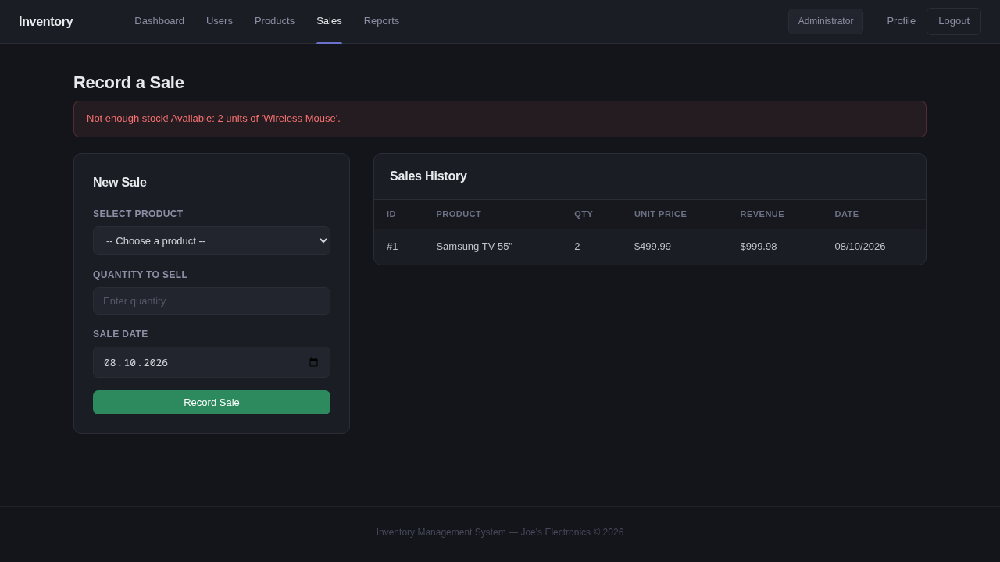 Inventory
Dashboard Users Products Sales Reports
Administrator Profile Logout
Record a Sale
Not enough stock! Available: 2 units of 'Wireless Mouse'.
New Sale
SELECT PRODUCT
-- Choose a product --
QUANTITY TO SELL
Enter quantity
SALE DATE
08.10.2026
Record Sale
Sales History
ID PRODUCT QTY UNIT PRICE REVENUE DATE
#1 Samsung TV 55" 2 $499.99 $999.98 08/10/2026
Inventory Management System — Joe's Electronics © 2026